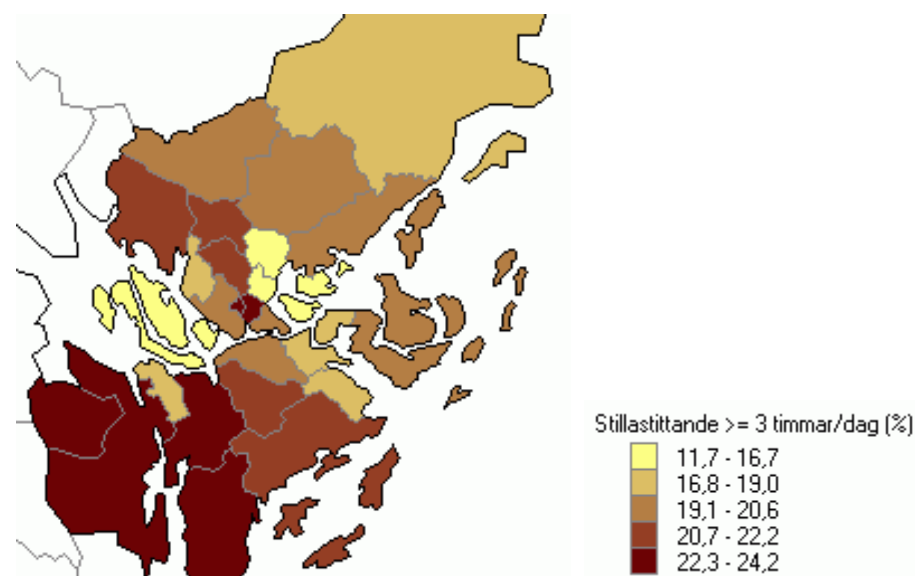 Stillastittande >= 3 timmar/dag (%)
11,7 - 16,7
16,8 - 19,0
19,1 - 20,6
20,7 - 22,2
22,3 - 24,2